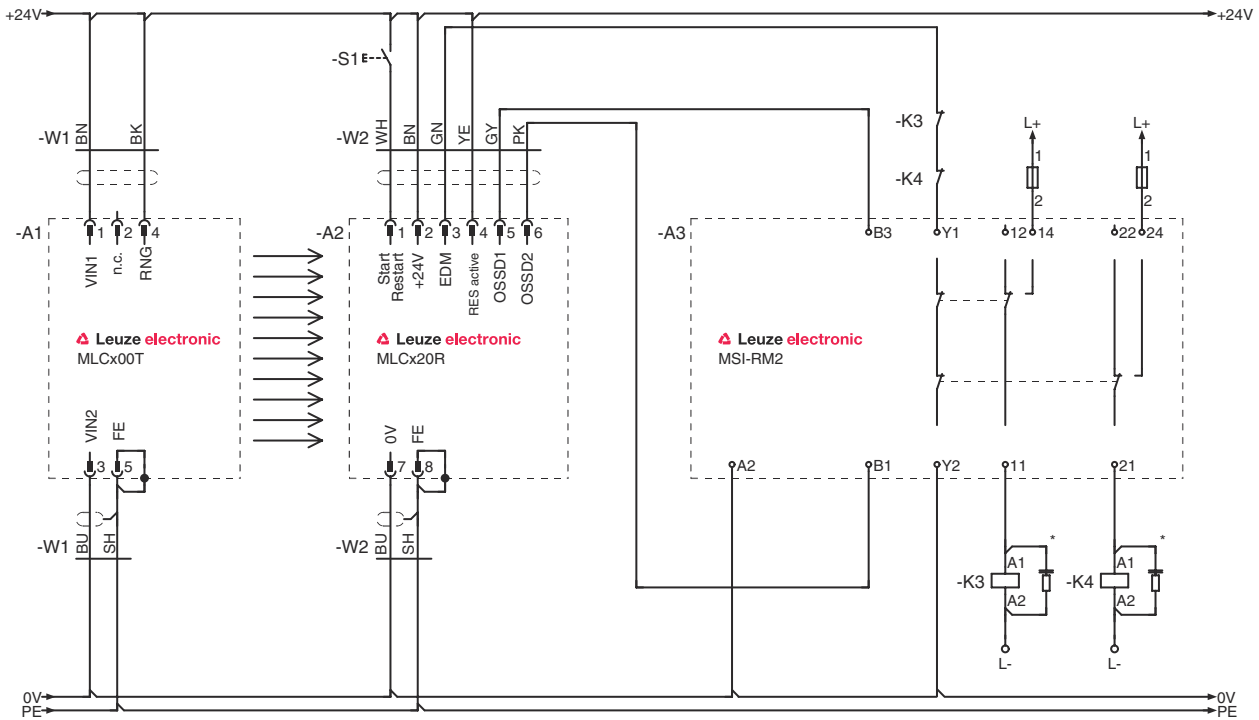 +24V +24V
-S1
-W1 BN BK
-W2 WH BN GN YE GY PK
-K3
-K4
L+ L+
1 1
2 2
-A1 1 2 4
-A2 1 2 3 4 5 6
-A3 B3 Y1 12 14 22 24
VIN1 n.c. RNG
Start Restart +24V EDM RES active OSSD1 OSSD2
Leuze electronic
MLCx00T
Leuze electronic
MLCx20R
Leuze electronic
MSI-RM2
VIN2 FE
0V FE
3 5
7 8
A2 B1 Y2 11 21
-W1 BU SH
-W2 BU SH
* *
A1 A1
-K3 -K4
A2 A2
L- L-
0V 0V
PE PE